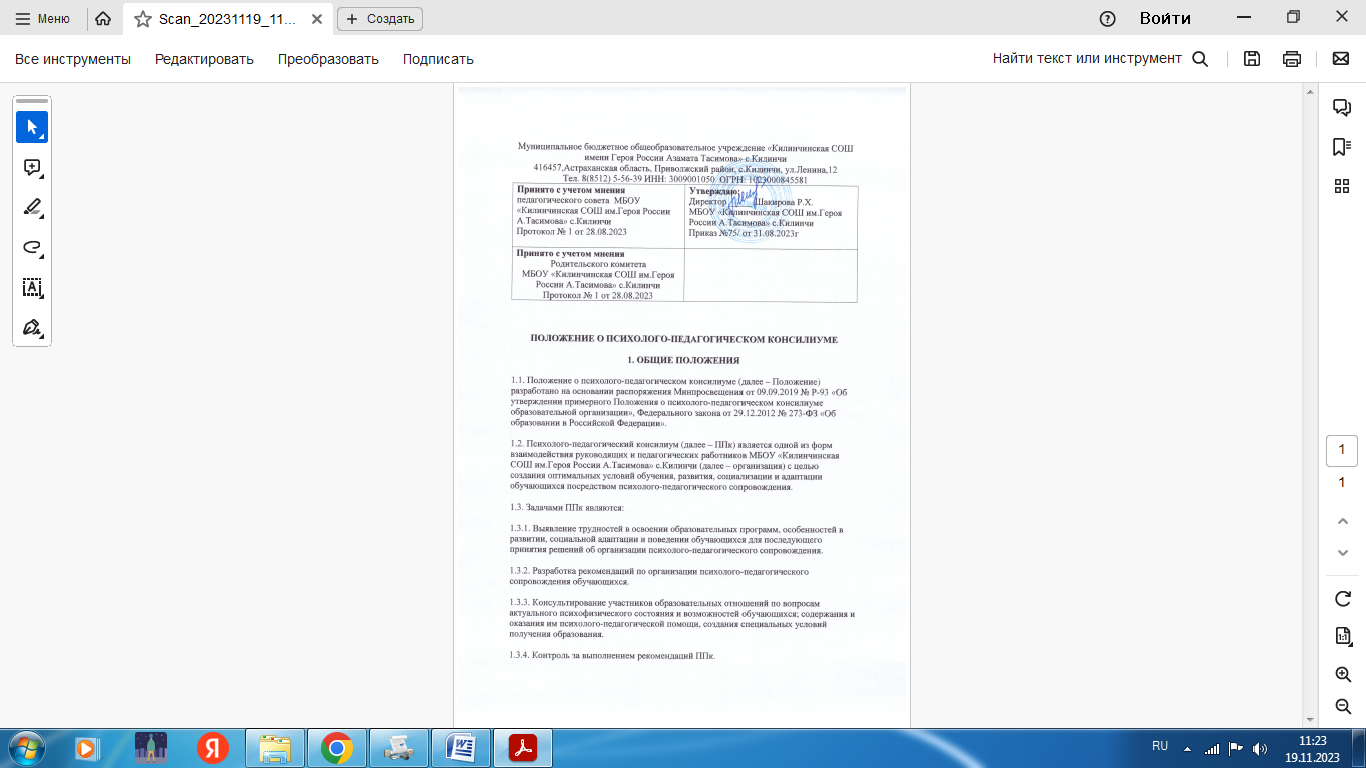 Меню
Scan_20231119_11...
Создать
Войти
Все инструменты
Редактировать
Преобразовать
Подписать
Найти текст или инструмент
Муниципальное бюджетное общеобразовательное учреждение «Килинчинская СОШ
имени Героя России Азамата Тасимова» с.Килинчи
416457,Астраханская область, Приволжский район, с.Килинчи, ул.Ленина,12
Тел. 8(8512) 5-56-39 ИНН: 3009001050 ОГРН: 1023000845581
Принято с учетом мнения
педагогического совета МБОУ
«Килинчинская СОШ им.Героя России
А.Тасимова» с.Килинчи
Протокол № 1 от 28.08.2023
Утверждаю:
Директор Шакирова Р.Х.
МБОУ «Килинчинская СОШ им.Героя
России А.Тасимова» с.Килинчи
Приказ №75/ от 31.08.2023г
Принято с учетом мнения
Родительского комитета
МБОУ «Килинчинская СОШ им.Героя
России А.Тасимова» с.Килинчи
Протокол № 1 от 28.08.2023
ПОЛОЖЕНИЕ О ПСИХОЛОГО-ПЕДАГОГИЧЕСКОМ КОНСИЛИУМЕ
1. ОБЩИЕ ПОЛОЖЕНИЯ
1.1. Положение о психолого-педагогическом консилиуме (далее – Положение)
разработано на основании распоряжения Минпросвещения от 09.09.2019 № Р-93 «Об
утверждении примерного Положения о психолого-педагогическом консилиуме
образовательной организации», Федерального закона от 29.12.2012 № 273-ФЗ «Об
образовании в Российской Федерации».
1.2. Психолого-педагогический консилиум (далее – ППк) является одной из форм
взаимодействия руководящих и педагогических работников МБОУ «Килинчинская
СОШ им.Героя России А.Тасимова» с.Килинчи (далее – организация) с целью
создания оптимальных условий обучения, развития, социализации и адаптации
обучающихся посредством психолого-педагогического сопровождения.
1.3. Задачами ППк являются:
1.3.1. Выявление трудностей в освоении образовательных программ, особенностей в
развитии, социальной адаптации и поведении обучающихся для последующего
принятия решений об организации психолого-педагогического сопровождения.
1.3.2. Разработка рекомендаций по организации психолого-педагогического
сопровождения обучающихся.
1.3.3. Консультирование участников образовательных отношений по вопросам
актуального психофизического состояния и возможностей обучающихся; содержания и
оказания им психолого-педагогической помощи, создания специальных условий
получения образования.
1.3.4. Контроль за выполнением рекомендаций ППк.
1
1
RU
11:23
19.11.2023